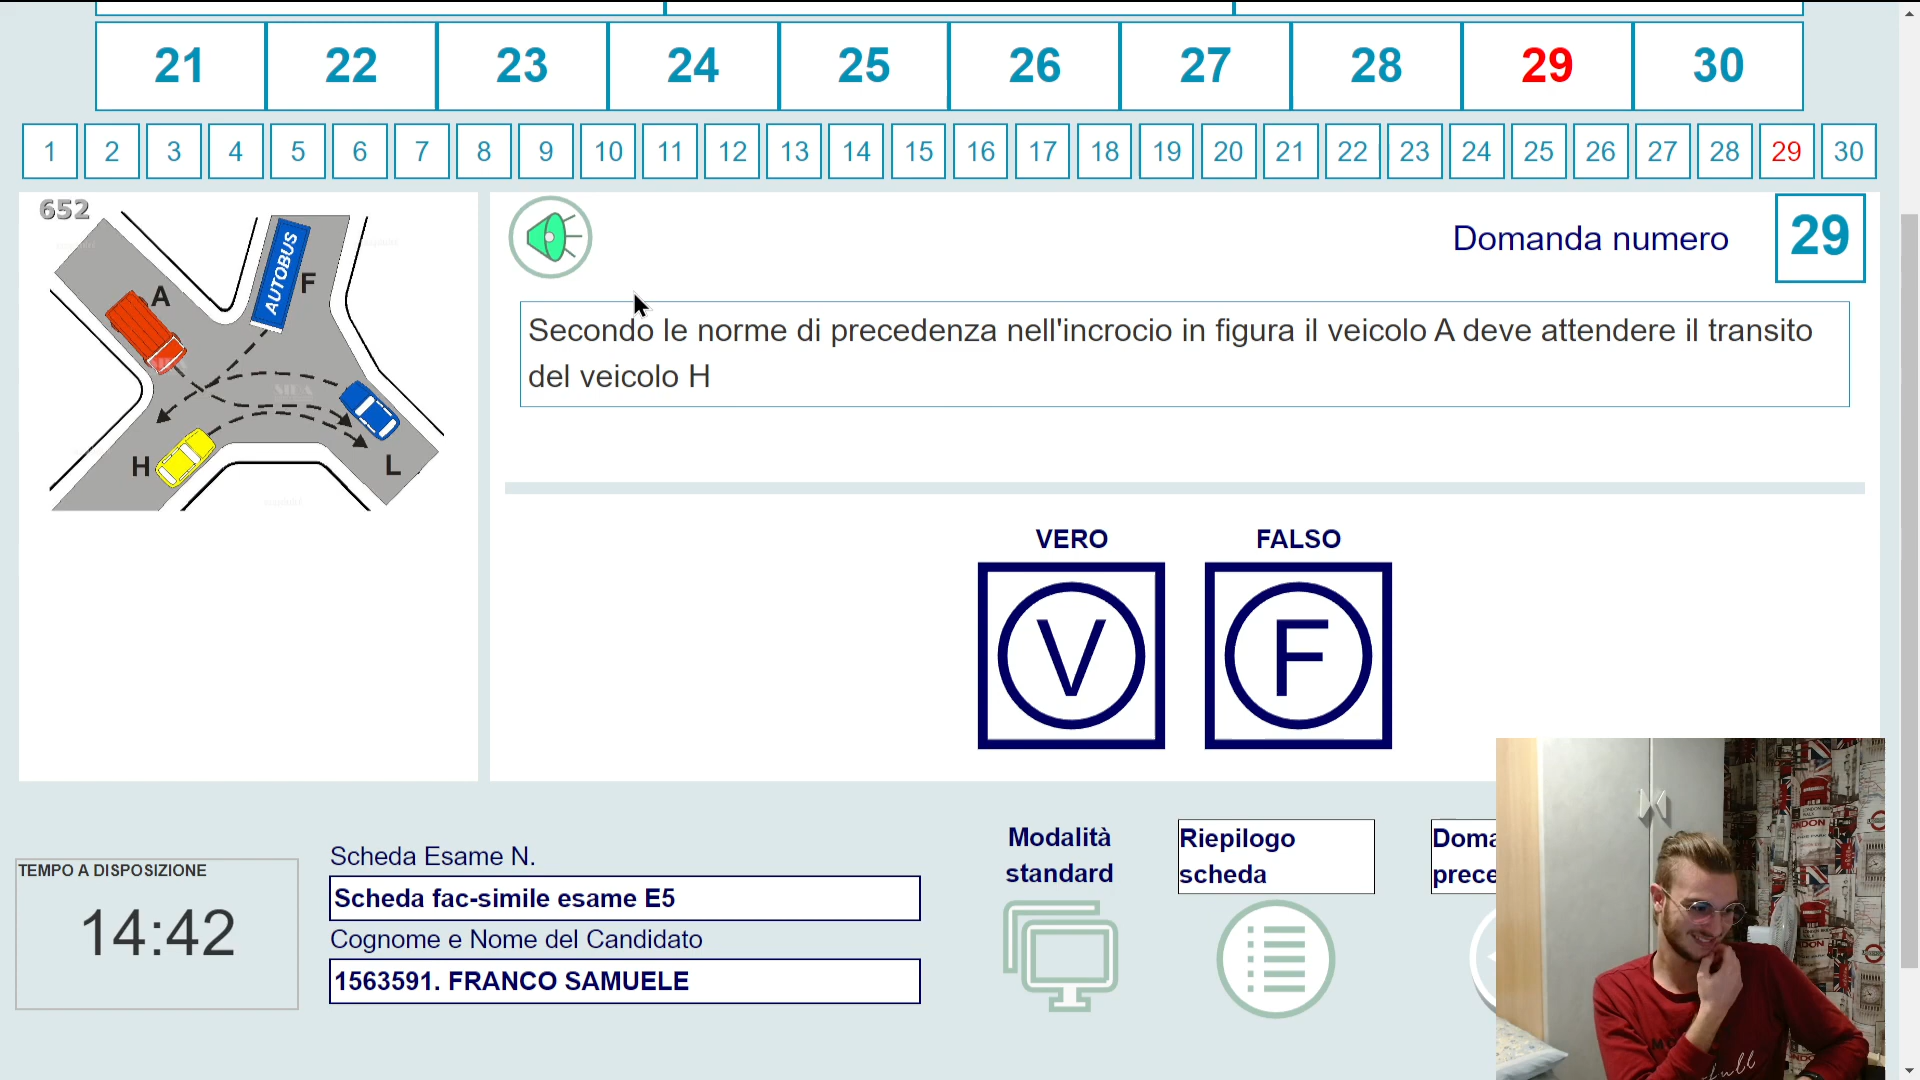 21 22 23 24 25 26 27 28 29 30
1 2 3 4 5 6 7 8 9 10 11 12 13 14 15 16 17 18 19 20 21 22 23 24 25 26 27 28 29 30
652
A
AUTOBUS
F
H
L
SIDA
Domanda numero
29
Secondo le norme di precedenza nell'incrocio in figura il veicolo A deve attendere il transito
del veicolo H
VERO
FALSO
V
F
TEMPO A DISPOSIZIONE
14:42
Scheda Esame N.
Scheda fac-simile esame E5
Cognome e Nome del Candidato
1563591. FRANCO SAMUELE
Modalità
standard
Riepilogo
scheda
LONDON